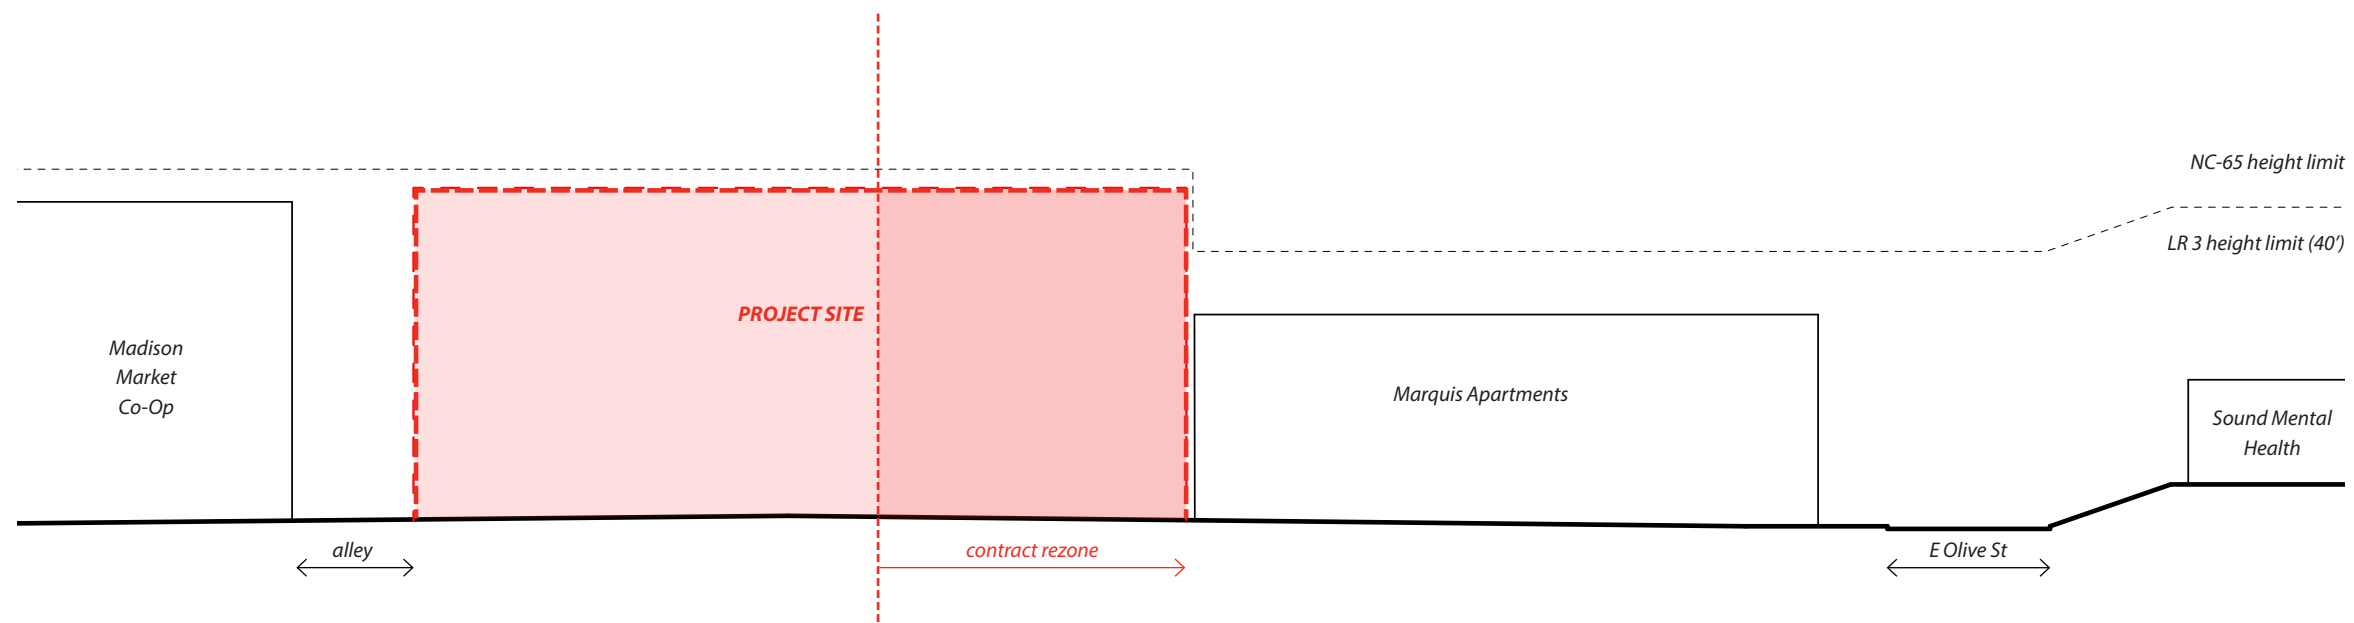 NC-65 height limit
LR 3 height limit (40’)
PROJECT SITE
Madison
Market
Co-Op
Marquis Apartments
Sound Mental
Health
alley
contract rezone
E Olive St